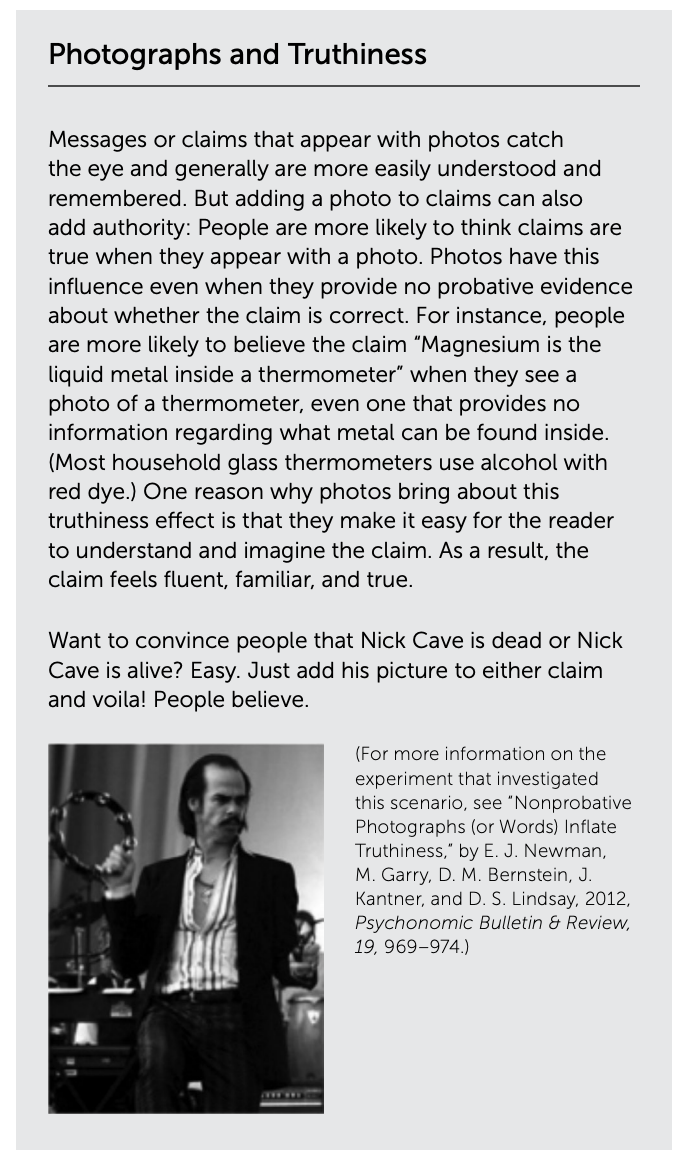 Photographs and Truthiness
Messages or claims that appear with photos catch
the eye and generally are more easily understood and
remembered. But adding a photo to claims can also
add authority: People are more likely to think claims are
true when they appear with a photo. Photos have this
influence even when they provide no probative evidence
about whether the claim is correct. For instance, people
are more likely to believe the claim “Magnesium is the
liquid metal inside a thermometer” when they see a
photo of a thermometer, even one that provides no
information regarding what metal can be found inside.
(Most household glass thermometers use alcohol with
red dye.) One reason why photos bring about this
truthiness effect is that they make it easy for the reader
to understand and imagine the claim. As a result, the
claim feels fluent, familiar, and true.
Want to convince people that Nick Cave is dead or Nick
Cave is alive? Easy. Just add his picture to either claim
and voila! People believe.
(For more information on the
experiment that investigated
this scenario, see “Nonprobative
Photographs (or Words) Inflate
Truthiness,” by E. J. Newman,
M. Garry, D. M. Bernstein, J.
Kantner, and D. S. Lindsay, 2012,
Psychonomic Bulletin & Review,
19, 969–974.)